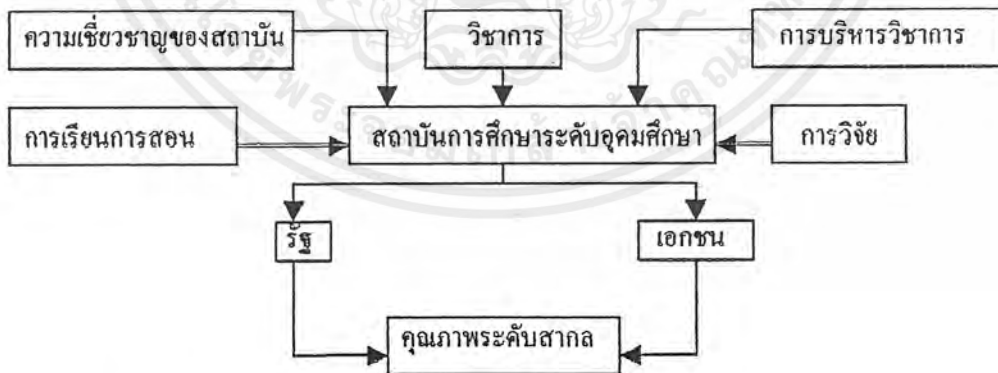 ความเชี่ยวชาญของสถาบัน
วิชาการ
การบริหารวิชาการ
การเรียนการสอน
สถาบันการศึกษาระดับอุดมศึกษา
การวิจัย
รัฐ
เอกชน
คุณภาพระดับสากล